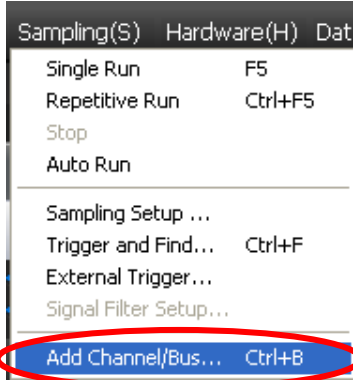 Sampling(S) Hardware(H) Dat
Single Run F5
Repetitive Run Ctrl+F5
Stop
Auto Run
Sampling Setup ...
Trigger and Find... Ctrl+F
External Trigger...
Signal Filter Setup...
Add Channel/Bus... Ctrl+B